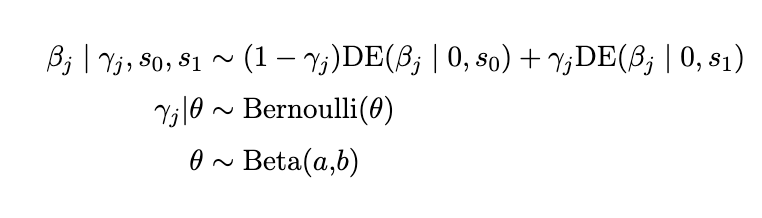 βⱼ | γⱼ, s₀, s₁ ∼ (1 − γⱼ)DE(βⱼ | 0, s₀) + γⱼDE(βⱼ | 0, s₁)
γⱼ|θ ∼ Bernoulli(θ)
θ ∼ Beta(a,b)